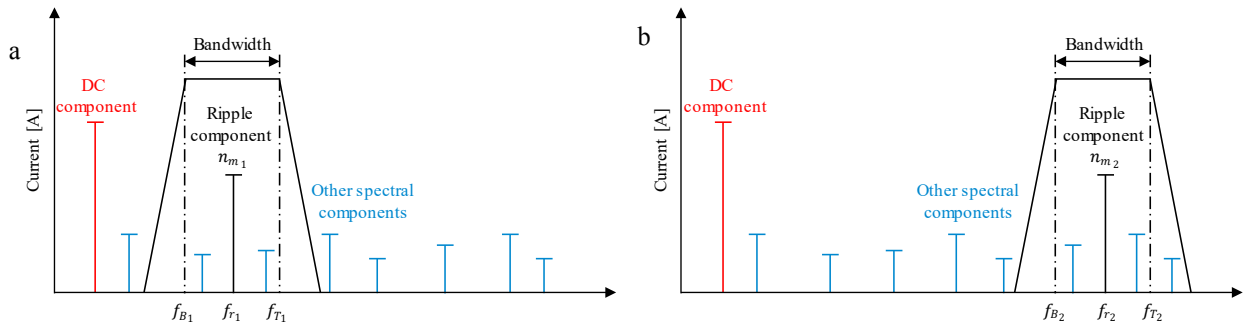 a
Bandwidth
DC
component
Ripple
component
n_{m_1}
Current [A]
Other spectral
components
f_{B_1}
f_{r_1}
f_{T_1}
b
Bandwidth
DC
component
Ripple
component
n_{m_2}
Current [A]
Other spectral
components
f_{B_2}
f_{r_2}
f_{T_2}